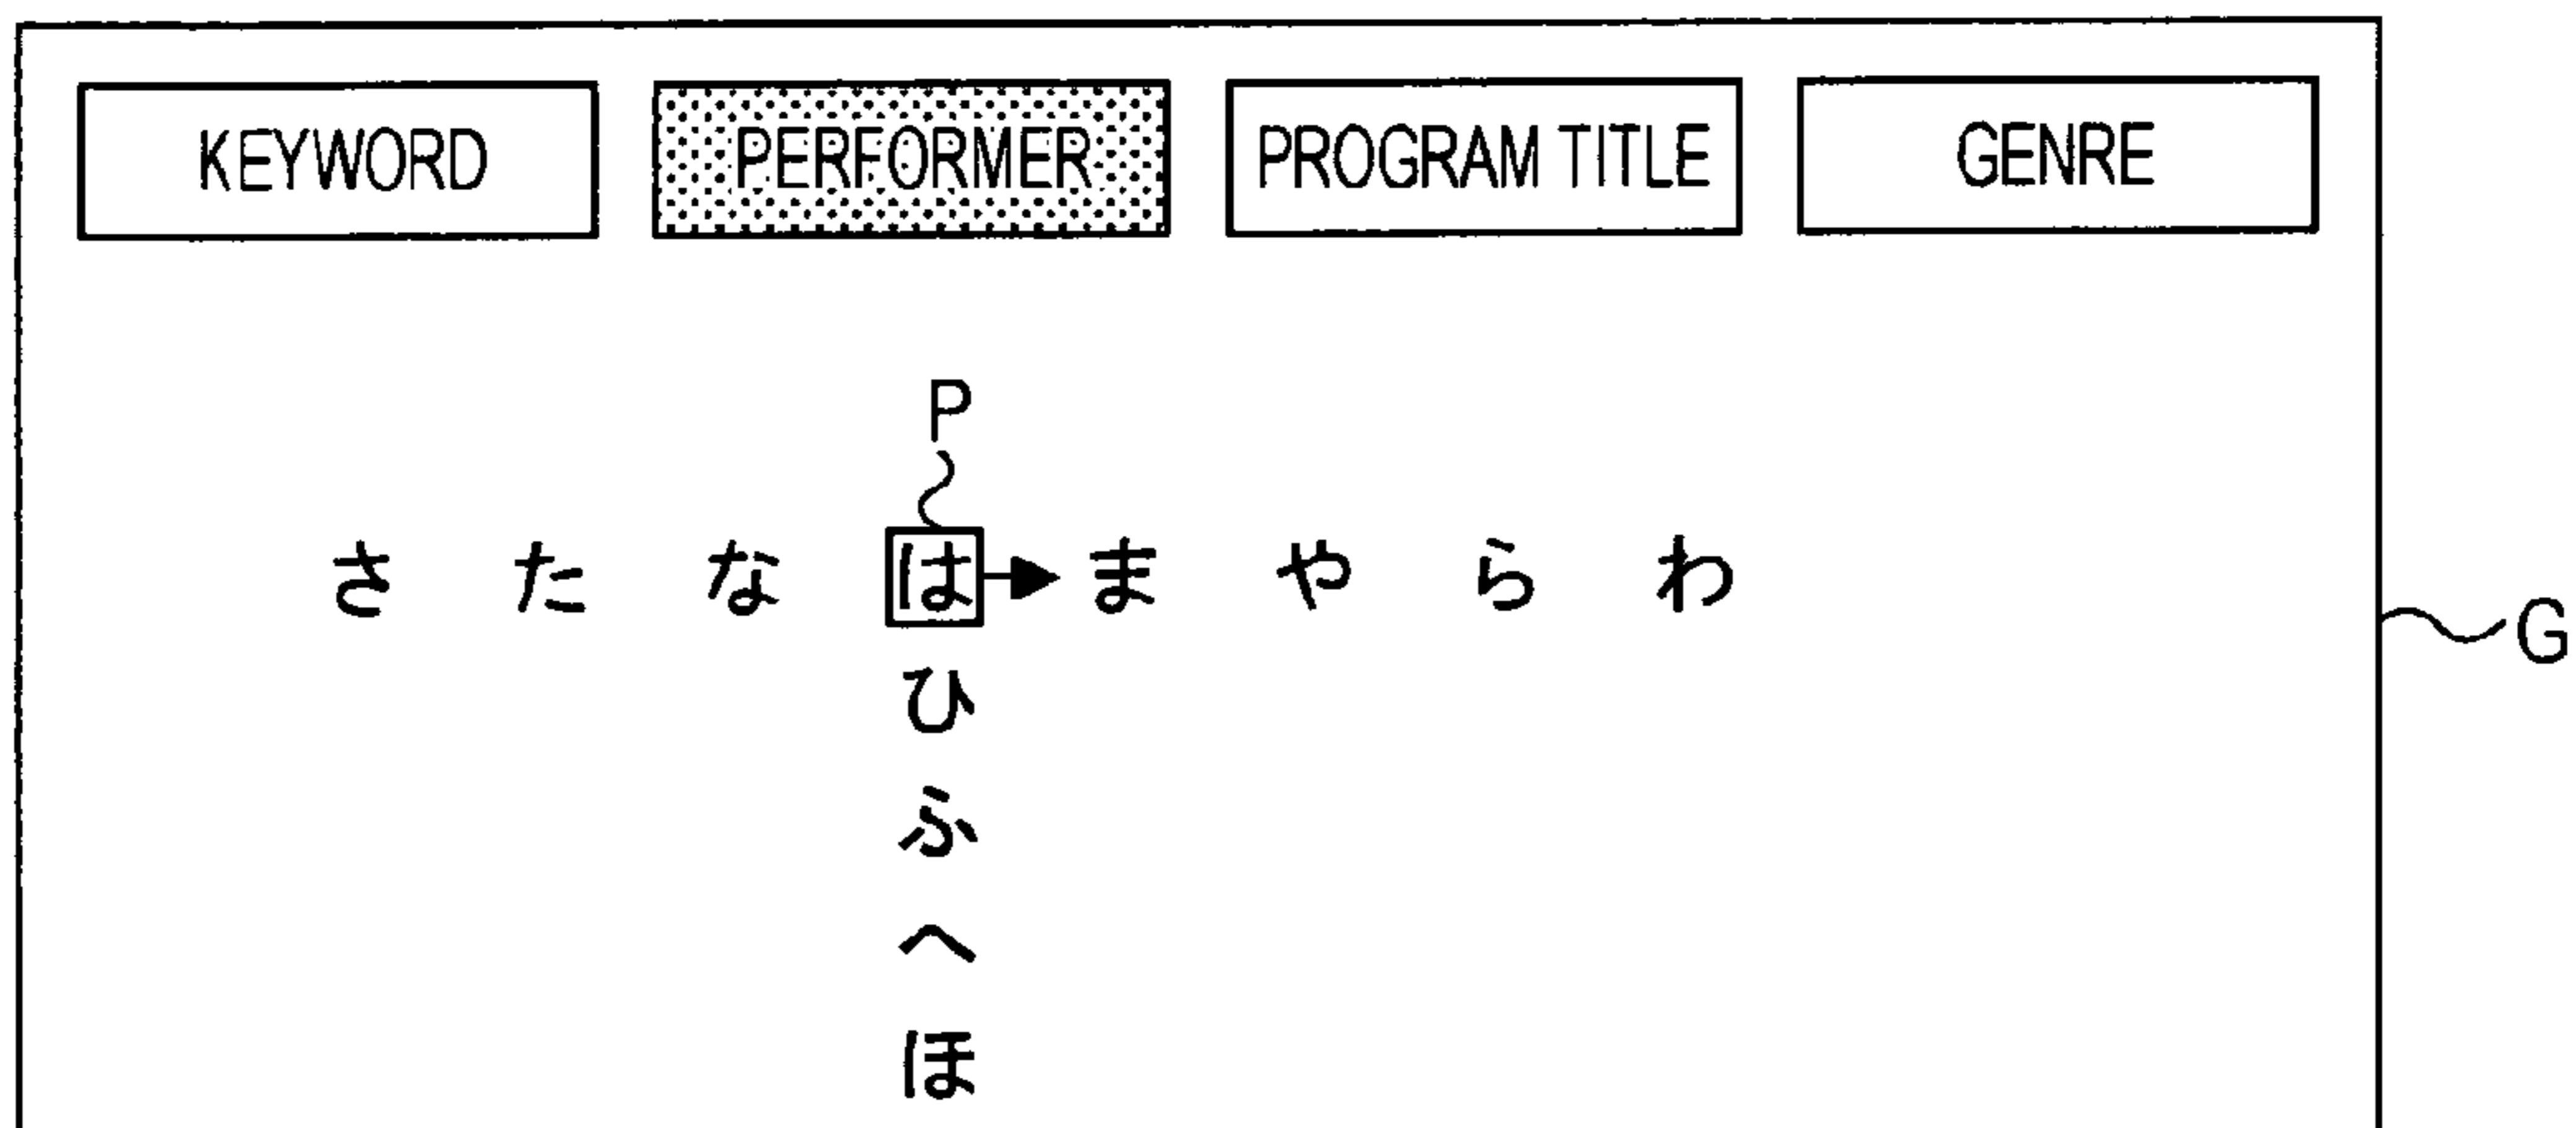 KEYWORD PERFORMER PROGRAM TITLE GENRE
P
さ た な は ま や ら わ
G
ひ
ふ
へ
ほ